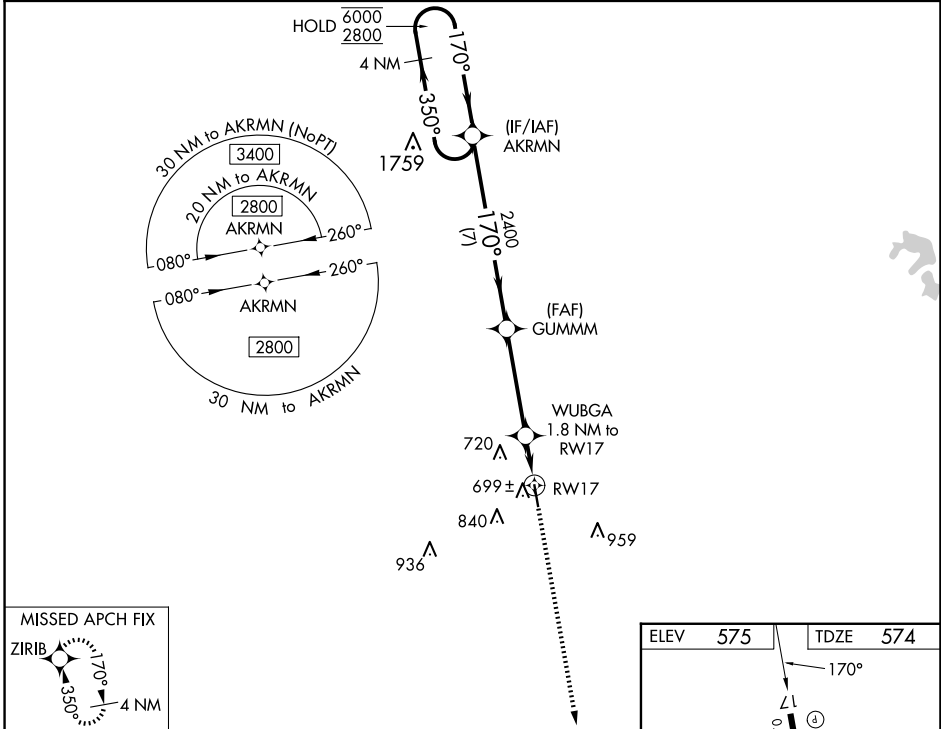 HOLD 6000
2800
4 NM
170°
350°
(IF/IAF)
AKRMN
1759
30 NM to AKRMN (NoPT)
3400
20 NM to AKRMN
2800
AKRMN
260°
080°
260°
080°
AKRMN
2800
30 NM to AKRMN
2400
170°
(7)
(FAF)
GUMMM
WUBGA
1.8 NM to
RW17
720
699±
RW17
840
959
936
MISSED APCH FIX
ZIRIB
170°
350°
4 NM
ELEV 575
TDZE 574
170°
17
P